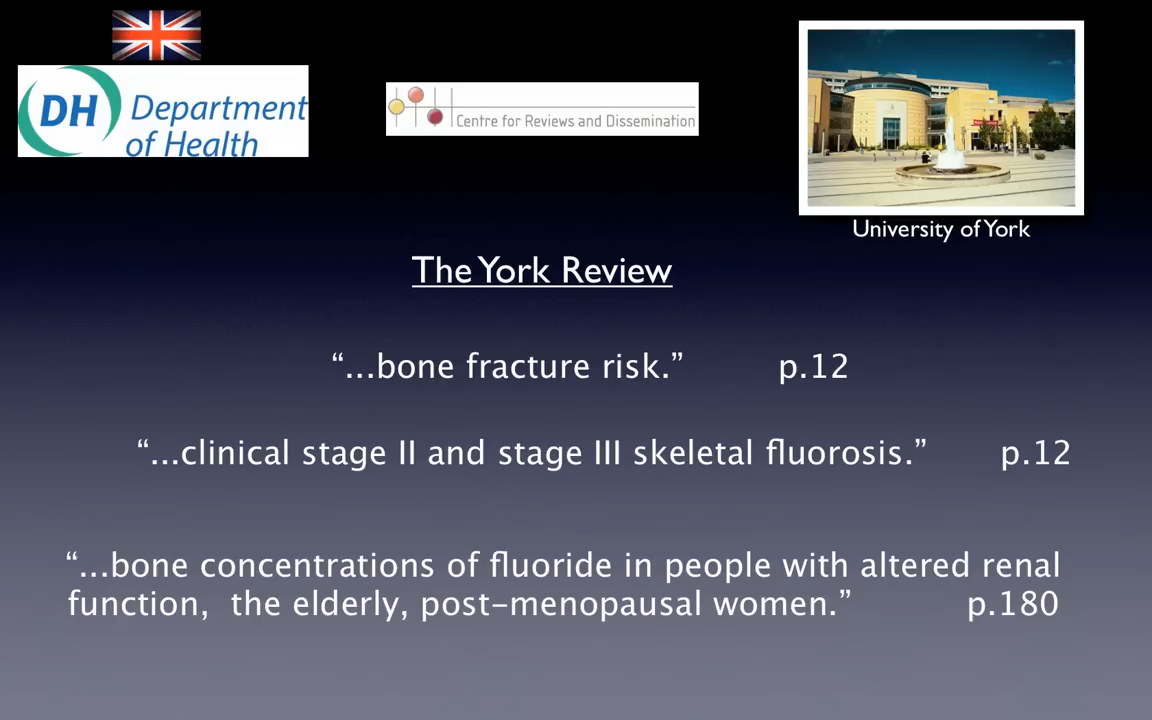 DH Department
of Health
Centre for Reviews and Dissemination
University of York
The York Review
“...bone fracture risk.” p.12
“...clinical stage II and stage III skeletal fluorosis.” p.12
“...bone concentrations of fluoride in people with altered renal
function, the elderly, post-menopausal women.” p.180